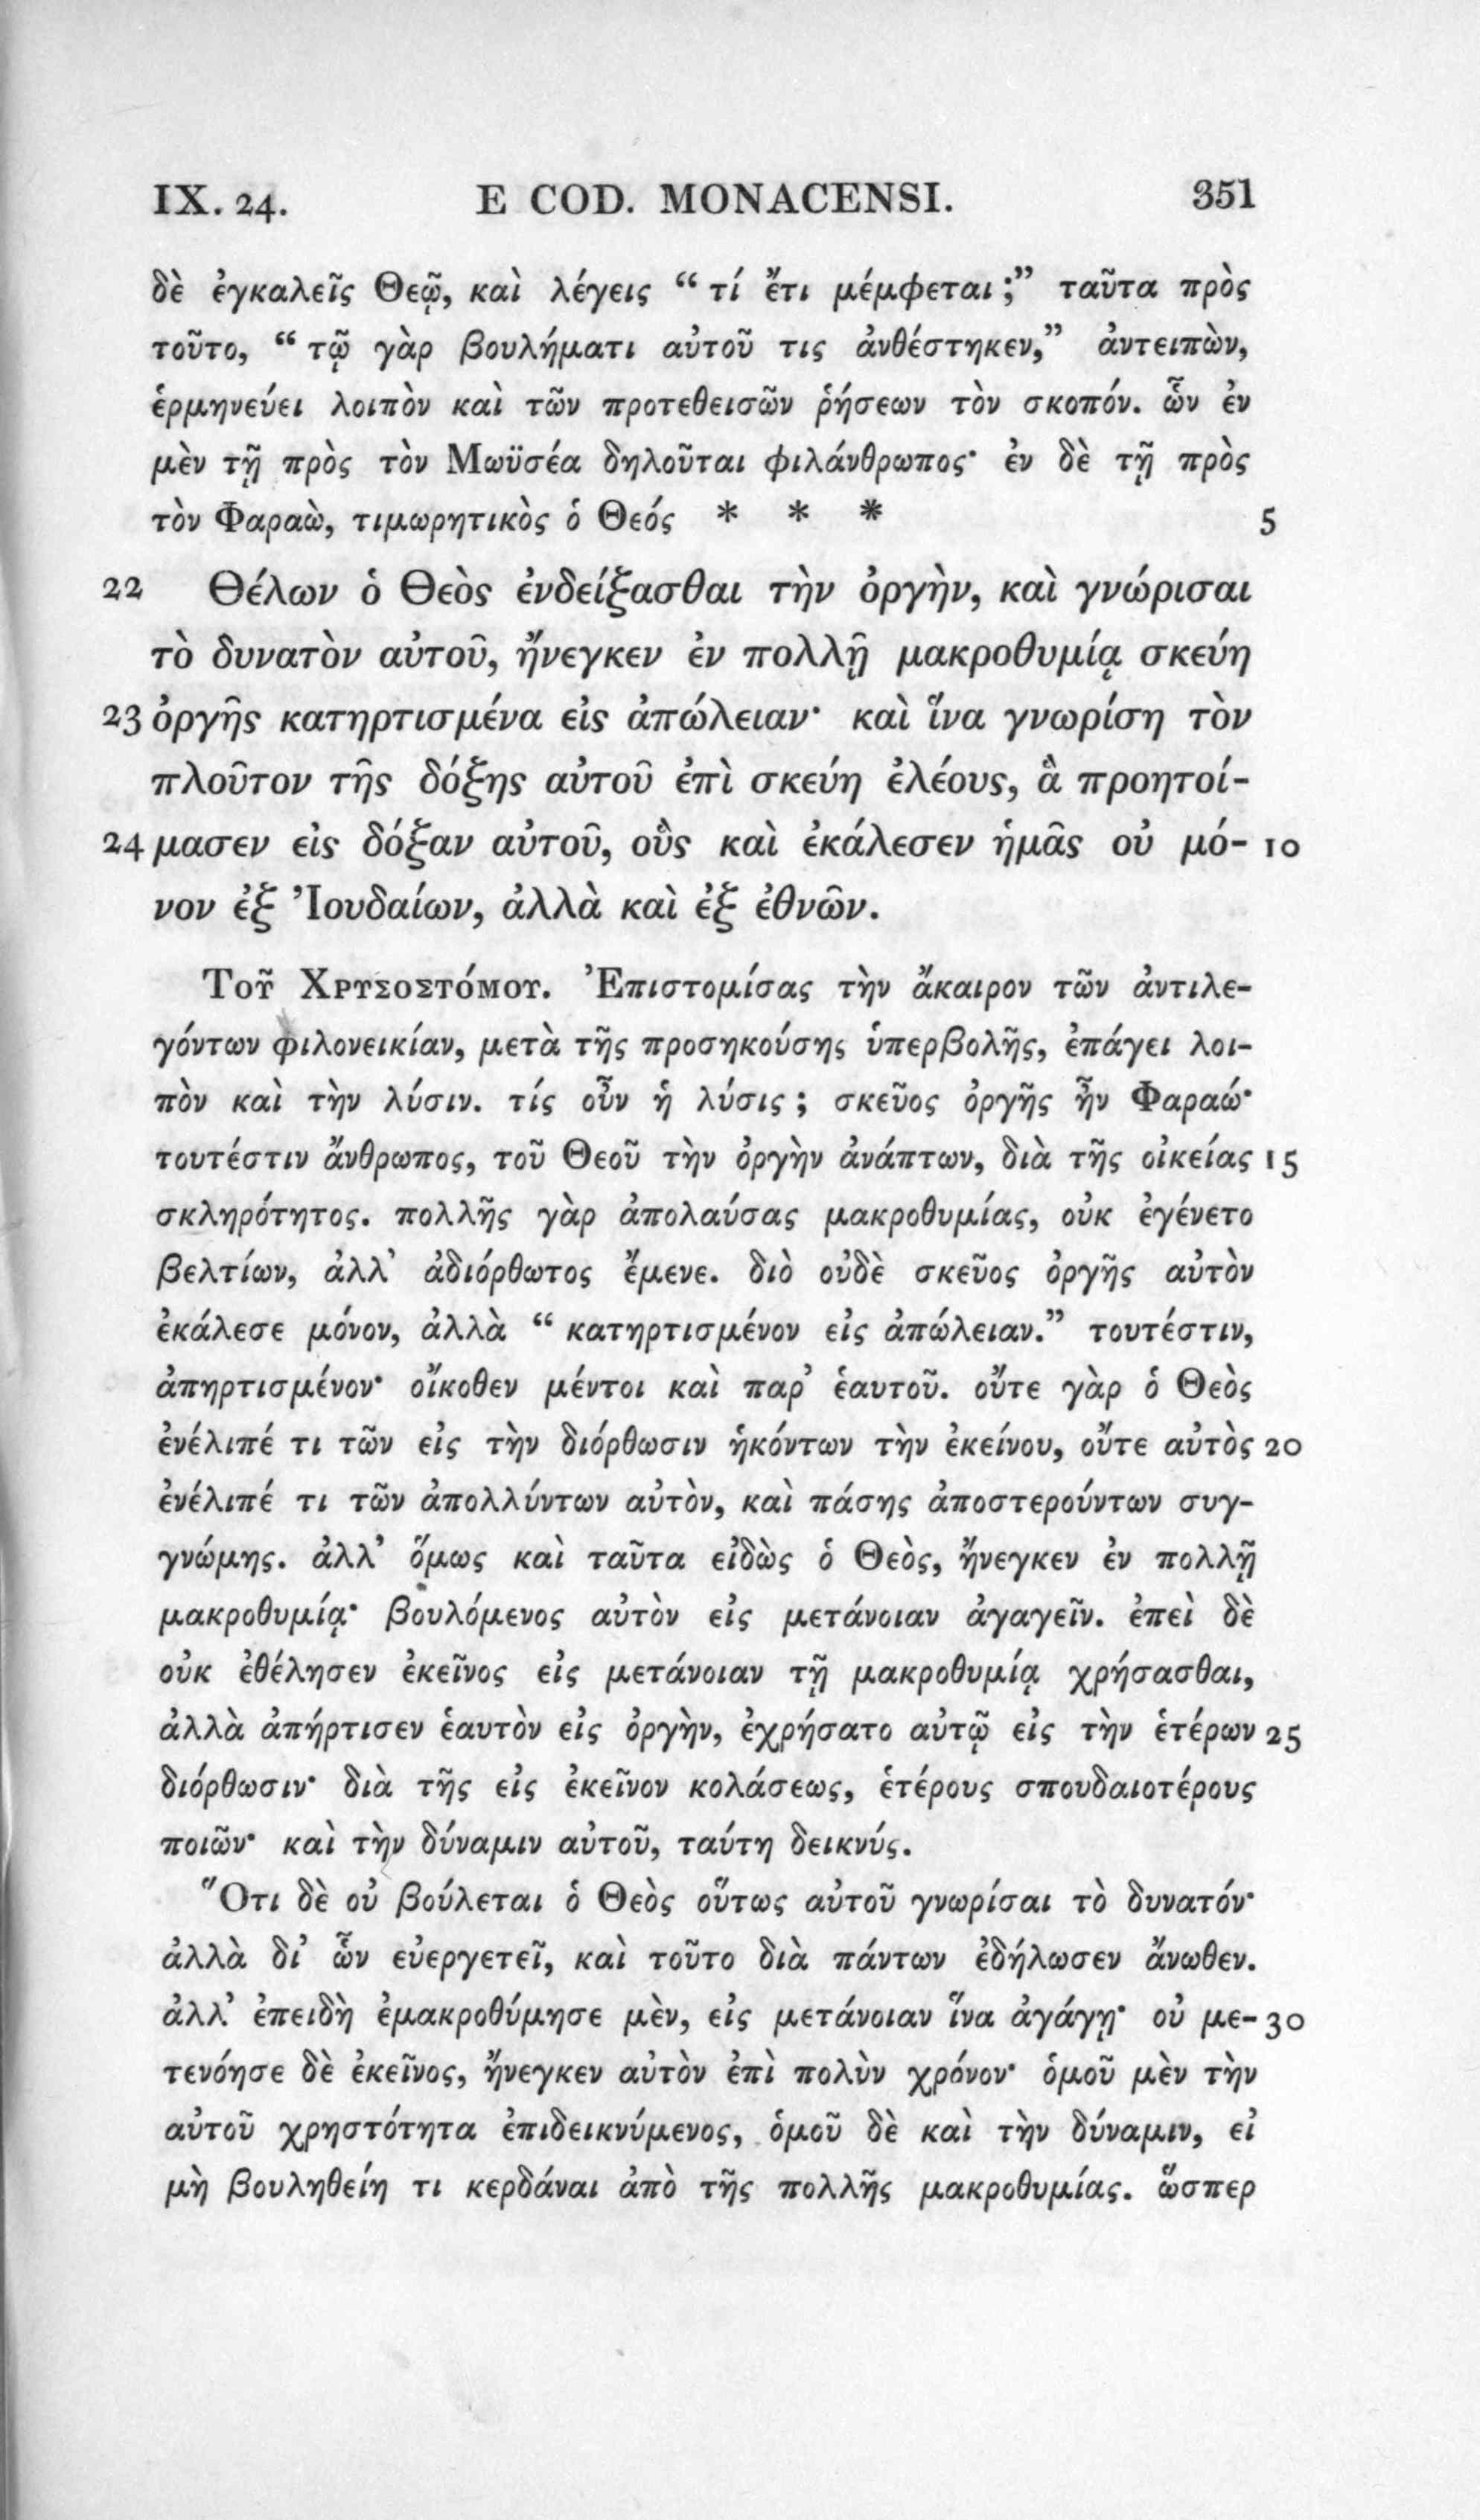 IX. 24. E COD. MONACENSI. 351
δὲ ἐγκαλεῖς Θεῷ, καὶ λέγεις “ τί ἔτι μέμφεται ;” ταῦτα πρὸς
τοῦτο, “ τῷ γὰρ βουλήματι αὐτοῦ τις ἀνθέστηκεν,” ἀντειπὼν,
ἑρμηνεύει λοιπὸν καὶ τῶν προτεθεισῶν ῥήσεων τὸν σκοπόν. ὧν ἐν
μὲν τῇ πρὸς τὸν Μωϋσέα δηλοῦται φιλάνθρωπος· ἐν δὲ τῇ πρὸς
τὸν Φαραὼ, τιμωρητικὸς ὁ Θεός * * * 5
22 Θέλων ὁ Θεὸς ἐνδείξασθαι τὴν ὀργὴν, καὶ γνώρισαι
τὸ δυνατὸν αὐτοῦ, ἤνεγκεν ἐν πολλῇ μακροθυμίᾳ σκεύη
23 ὀργῆς κατηρτισμένα εἰς ἀπώλειαν· καὶ ἵνα γνωρίση τὸν
πλοῦτον τῆς δόξης αὐτοῦ ἐπὶ σκεύη ἐλέους, ἃ προητοί-
24 μασεν εἰς δόξαν αὐτοῦ, οὓς καὶ ἐκάλεσεν ἡμᾶς οὐ μό- 10
νον ἐξ Ἰουδαίων, ἀλλὰ καὶ ἐξ ἐθνῶν.
Τοῦ Χρυσοστόμου. Ἐπιστομίσας τὴν ἄκαιρον τῶν ἀντιλε-
γόντων φιλονεικίαν, μετὰ τῆς προσηκούσης ὑπερβολῆς, ἐπάγει λοι-
πὸν καὶ τὴν λύσιν. τίς οὖν ἡ λύσις ; σκεῦος ὀργῆς ἦν Φαραώ·
τουτέστιν ἄνθρωπος, τοῦ Θεοῦ τὴν ὀργὴν ἀνάπτων, διὰ τῆς οἰκείας 15
σκληρότητος. πολλῆς γὰρ ἀπολαύσας μακροθυμίας, οὐκ ἐγένετο
βελτίων, ἀλλ’ ἀδιόρθωτος ἔμενε. διὸ οὐδὲ σκεῦος ὀργῆς αὐτὸν
ἐκάλεσε μόνον, ἀλλὰ “ κατηρτισμένον εἰς ἀπώλειαν.” τουτέστιν,
ἀπηρτισμένον· οἴκοθεν μέντοι καὶ παρ’ ἑαυτοῦ. οὔτε γὰρ ὁ Θεὸς
ἐνέλιπέ τι τῶν εἰς τὴν διόρθωσιν ἡκόντων τὴν ἐκείνου, οὔτε αὐτὸς 20
ἐνέλιπέ τι τῶν ἀπολλύντων αὐτὸν, καὶ πάσης ἀποστερούντων συγ-
γνώμης. ἀλλ’ ὅμως καὶ ταῦτα εἰδὼς ὁ Θεὸς, ἤνεγκεν ἐν πολλῇ
μακροθυμίᾳ· βουλόμενος αὐτὸν εἰς μετάνοιαν ἀγαγεῖν. ἐπεὶ δὲ
οὐκ ἐθέλησεν ἐκεῖνος εἰς μετάνοιαν τῇ μακροθυμίᾳ χρήσασθαι,
ἀλλὰ ἀπήρτισεν ἑαυτὸν εἰς ὀργὴν, ἐχρήσατο αὐτῷ εἰς τὴν ἑτέρων 25
διόρθωσιν· διὰ τῆς εἰς ἐκεῖνον κολάσεως, ἑτέρους σπουδαιοτέρους
ποιῶν· καὶ τὴν δύναμιν αὐτοῦ, ταύτη δεικνύς.
Ὅτι δὲ οὐ βούλεται ὁ Θεὸς οὕτως αὐτοῦ γνωρίσαι τὸ δυνατόν·
ἀλλὰ δι’ ὧν εὐεργετεῖ, καὶ τοῦτο διὰ πάντων ἐδήλωσεν ἄνωθεν.
ἀλλ’ ἐπειδὴ ἐμακροθύμησε μὲν, εἰς μετάνοιαν ἵνα ἀγάγῃ· οὐ με- 30
τενόησε δὲ ἐκεῖνος, ἤνεγκεν αὐτὸν ἐπὶ πολὺν χρόνον· ὁμοῦ μὲν τὴν
αὐτοῦ χρηστότητα ἐπιδεικνύμενος, ὁμοῦ δὲ καὶ τὴν δύναμιν, εἰ
μὴ βουληθείη τι κερδάναι ἀπὸ τῆς πολλῆς μακροθυμίας. ὥσπερ